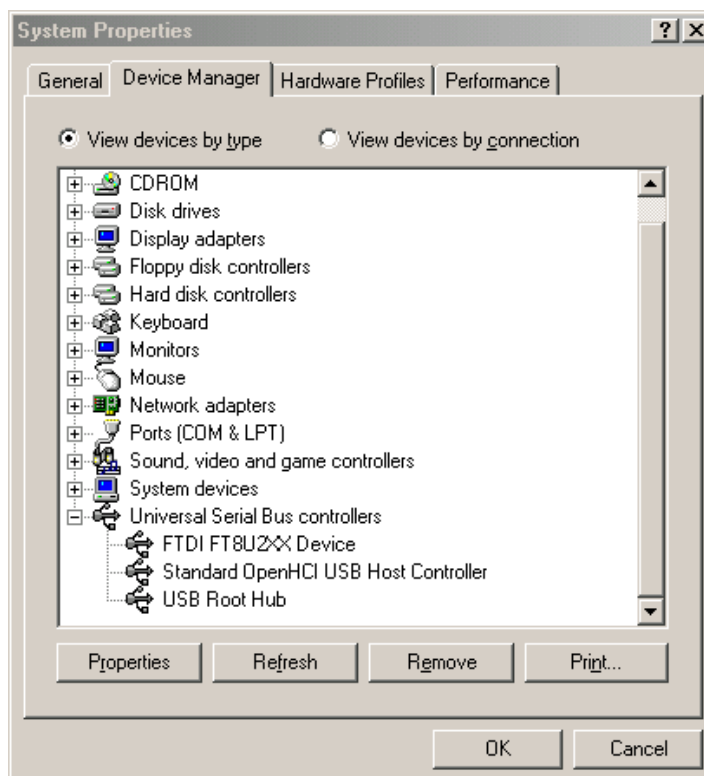 System Properties
General Device Manager Hardware Profiles Performance
View devices by type View devices by connection
CDROM
Disk drives
Display adapters
Floppy disk controllers
Hard disk controllers
Keyboard
Monitors
Mouse
Network adapters
Ports (COM & LPT)
Sound, video and game controllers
System devices
Universal Serial Bus controllers
FTDI FT8U2XX Device
Standard OpenHCI USB Host Controller
USB Root Hub
Properties Refresh Remove Print...
OK Cancel